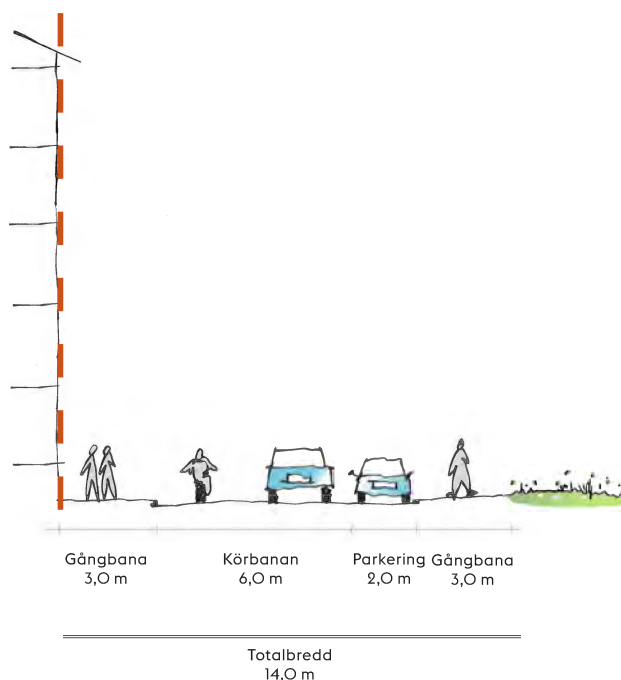 Gångbana
3,0 m
Körbanan
6,0 m
Parkering
2,0 m
Gångbana
3,0 m
Totalbredd
14,0 m